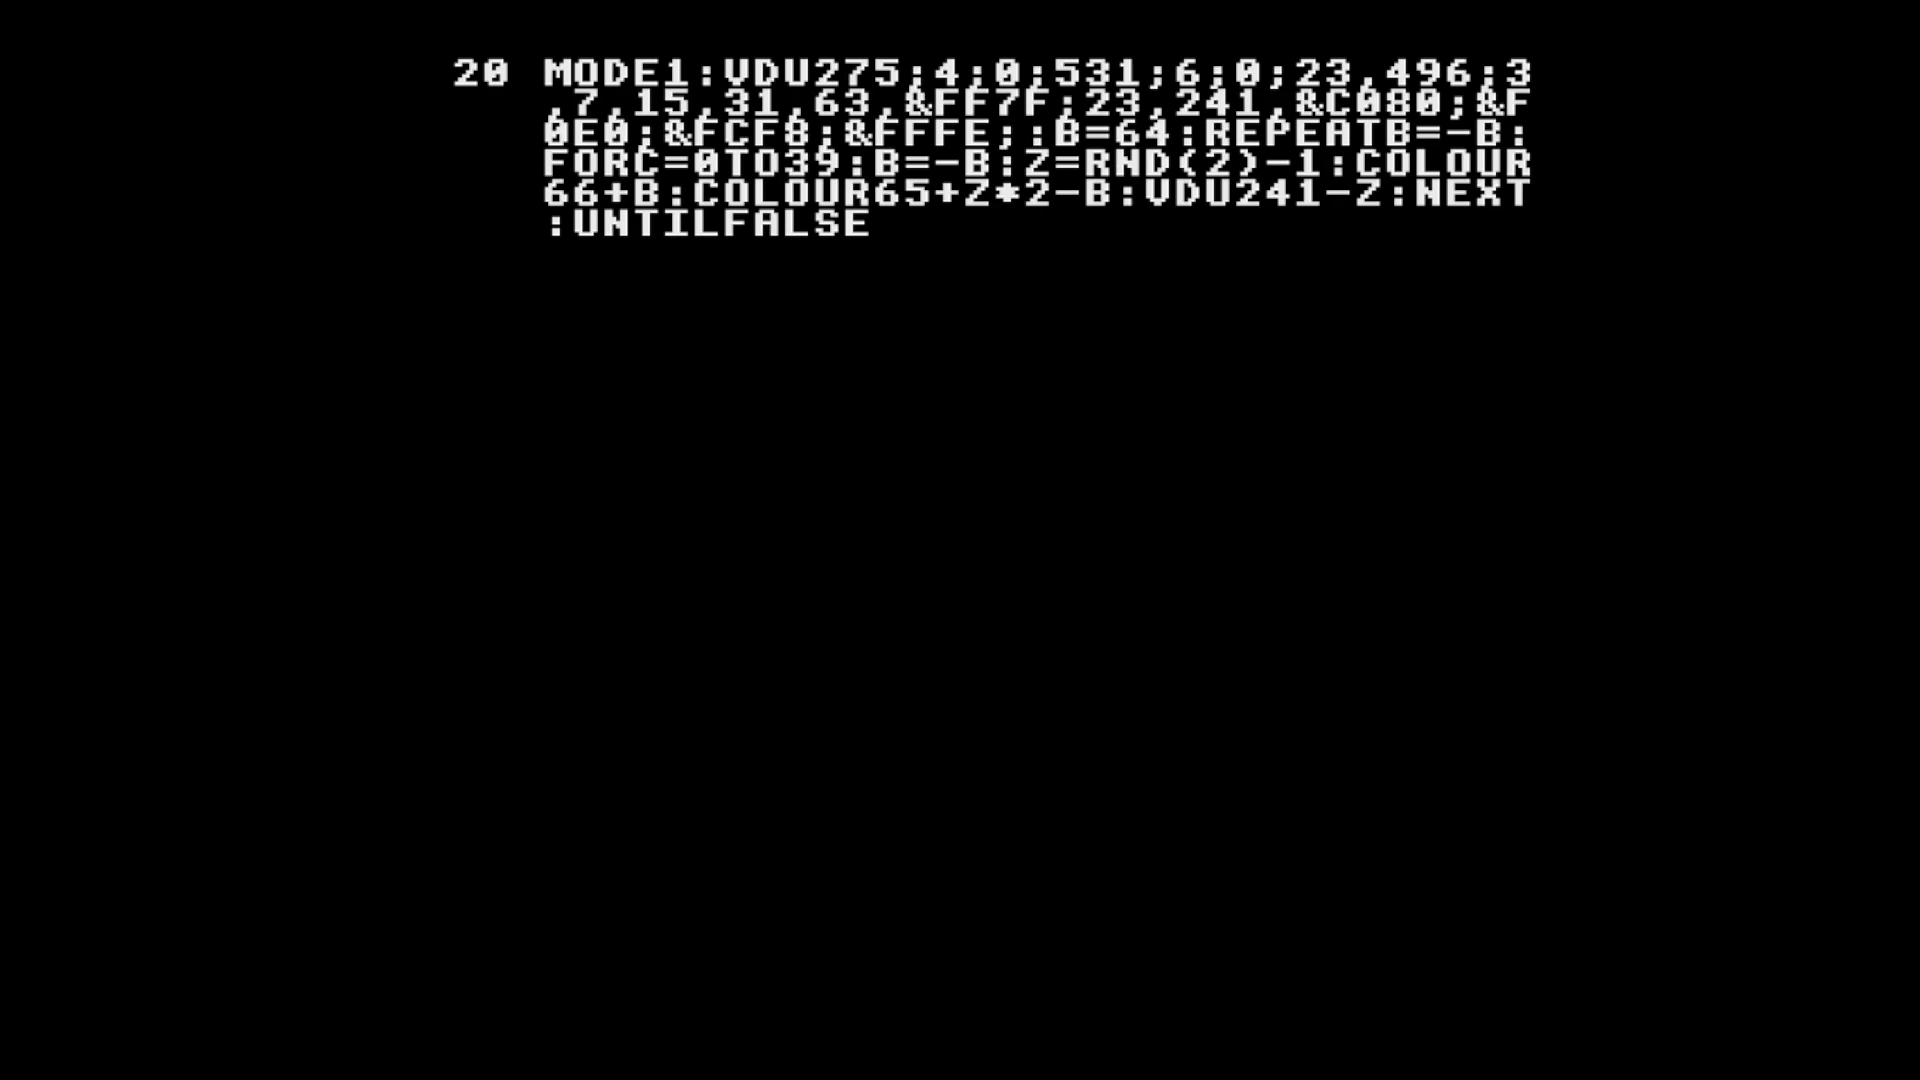 20 MODE1:VDU275;4;0;531;6;0;23,496;3
,7,15,31,63,&FF7F;23,241,&C080;&F
0E0;&FCF8;&FFFE;:B=64:REPEATB=-B:
FORC=0TO39:B=-B:Z=RND(2)-1:COLOUR
66+B:COLOUR65+Z*2-B:VDU241-Z:NEXT
:UNTILFALSE